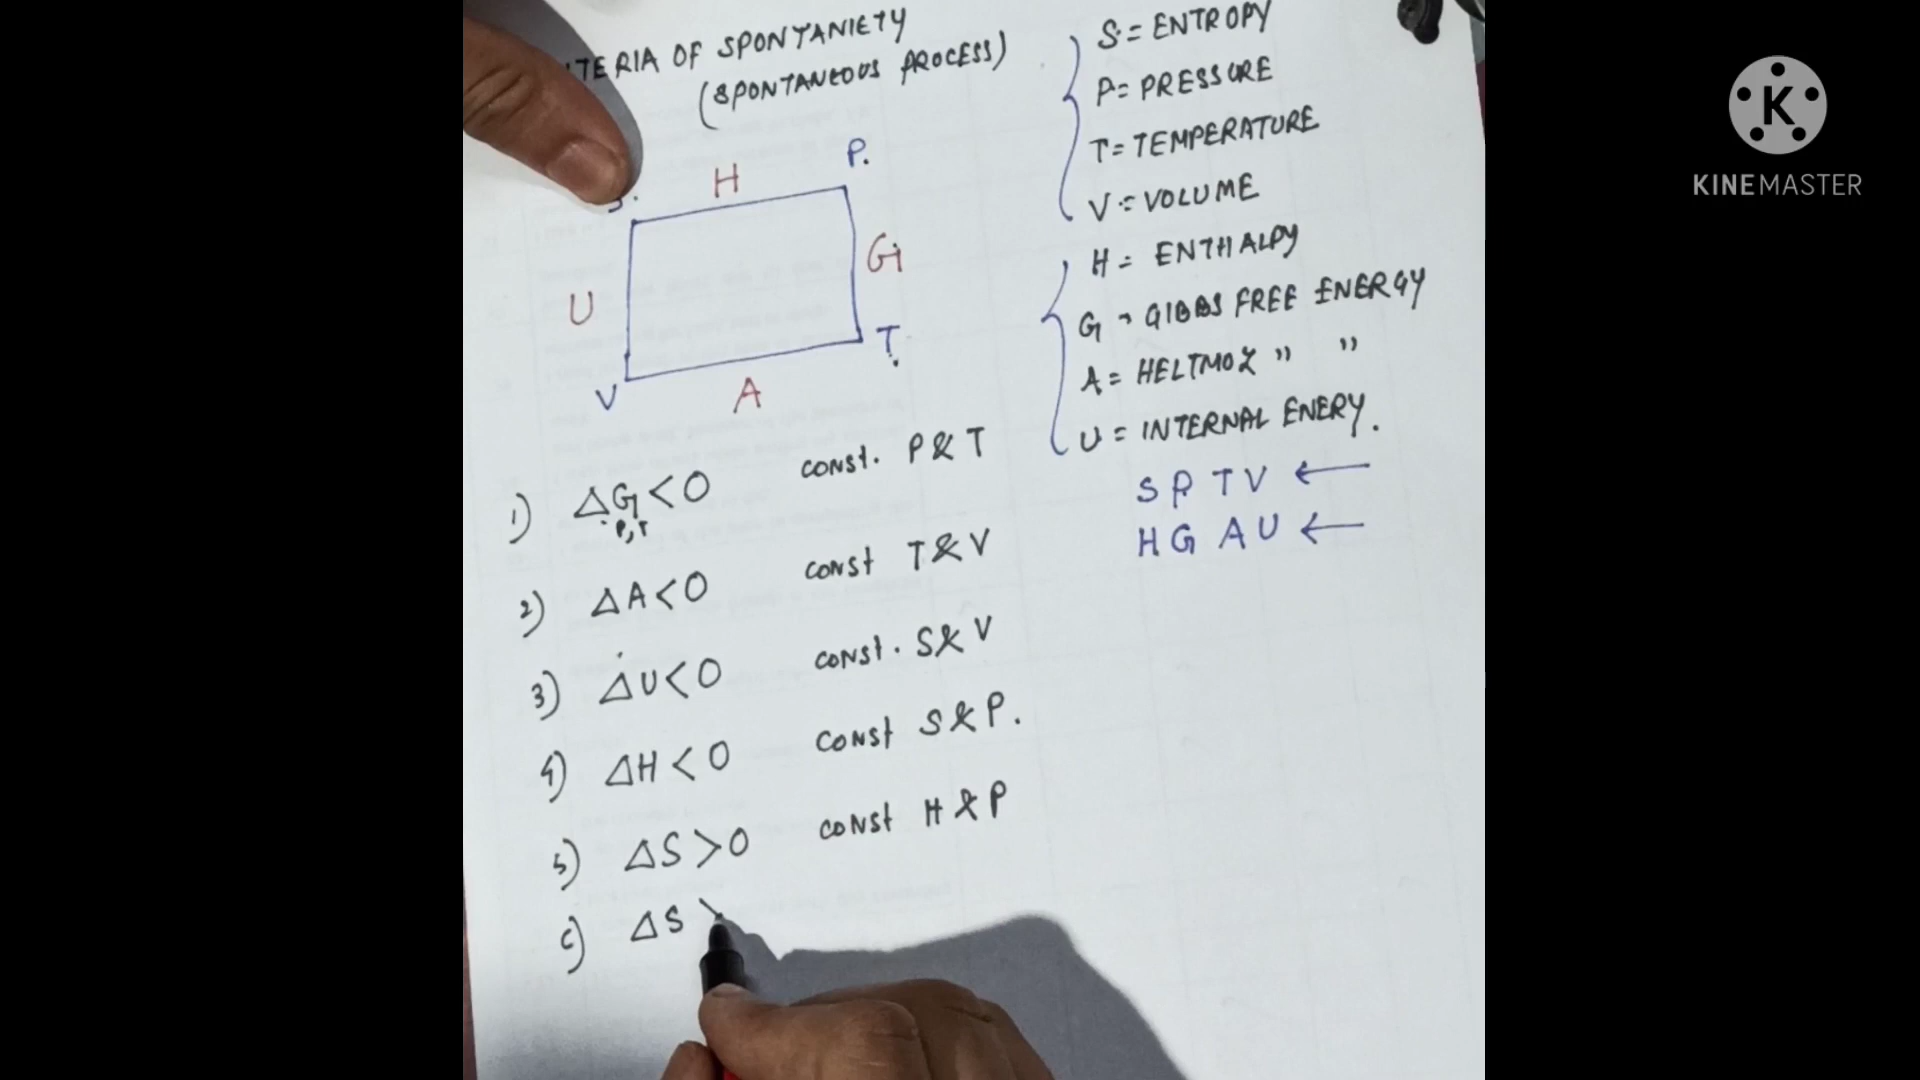 TERIA OF SPONTANIETY
(SPONTANEOUS PROCESS)
H
P.
U
G
V
A
T.
S = ENTROPY
P = PRESSURE
T = TEMPERATURE
V = VOLUME
H = ENTHALPY
G → GIBBS FREE ENERGY
A = HELTMOZ " "
U = INTERNAL ENERY.
S P T V ←
H G A U ←
1) ΔG < 0 CONST. P & T
P,T
2) ΔA < 0 CONST T & V
3) ΔU < 0 CONST. S & V
4) ΔH < 0 CONST S & P.
5) ΔS > 0 CONST H & P
ΔS >
K
KINEMASTER